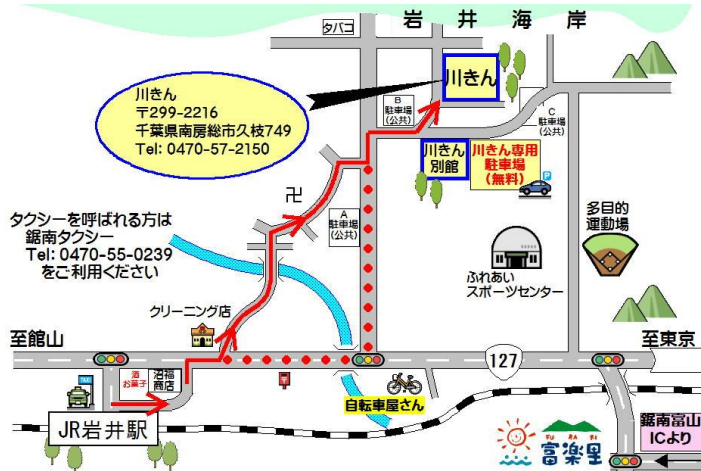 岩井海岸
タバコ
川きん
川きん
〒299-2216
千葉県南房総市久枝749
Tel: 0470-57-2150
B
駐車場
(公共)
C
駐車場
(公共)
川きん
別館
川きん専用
駐車場
(無料)
P
卍
A
駐車場
(公共)
タクシーを呼ばれる方は
鋸南タクシー
Tel: 0470-55-0239
をご利用ください
多目的
運動場
ふれあい
スポーツセンター
クリーニング店
至館山
至東京
127
酒
お菓子
沼福
商店
TAXI
〒
自転車屋さん
JR岩井駅
FU RA RI
富楽里
鋸南富山
ICより